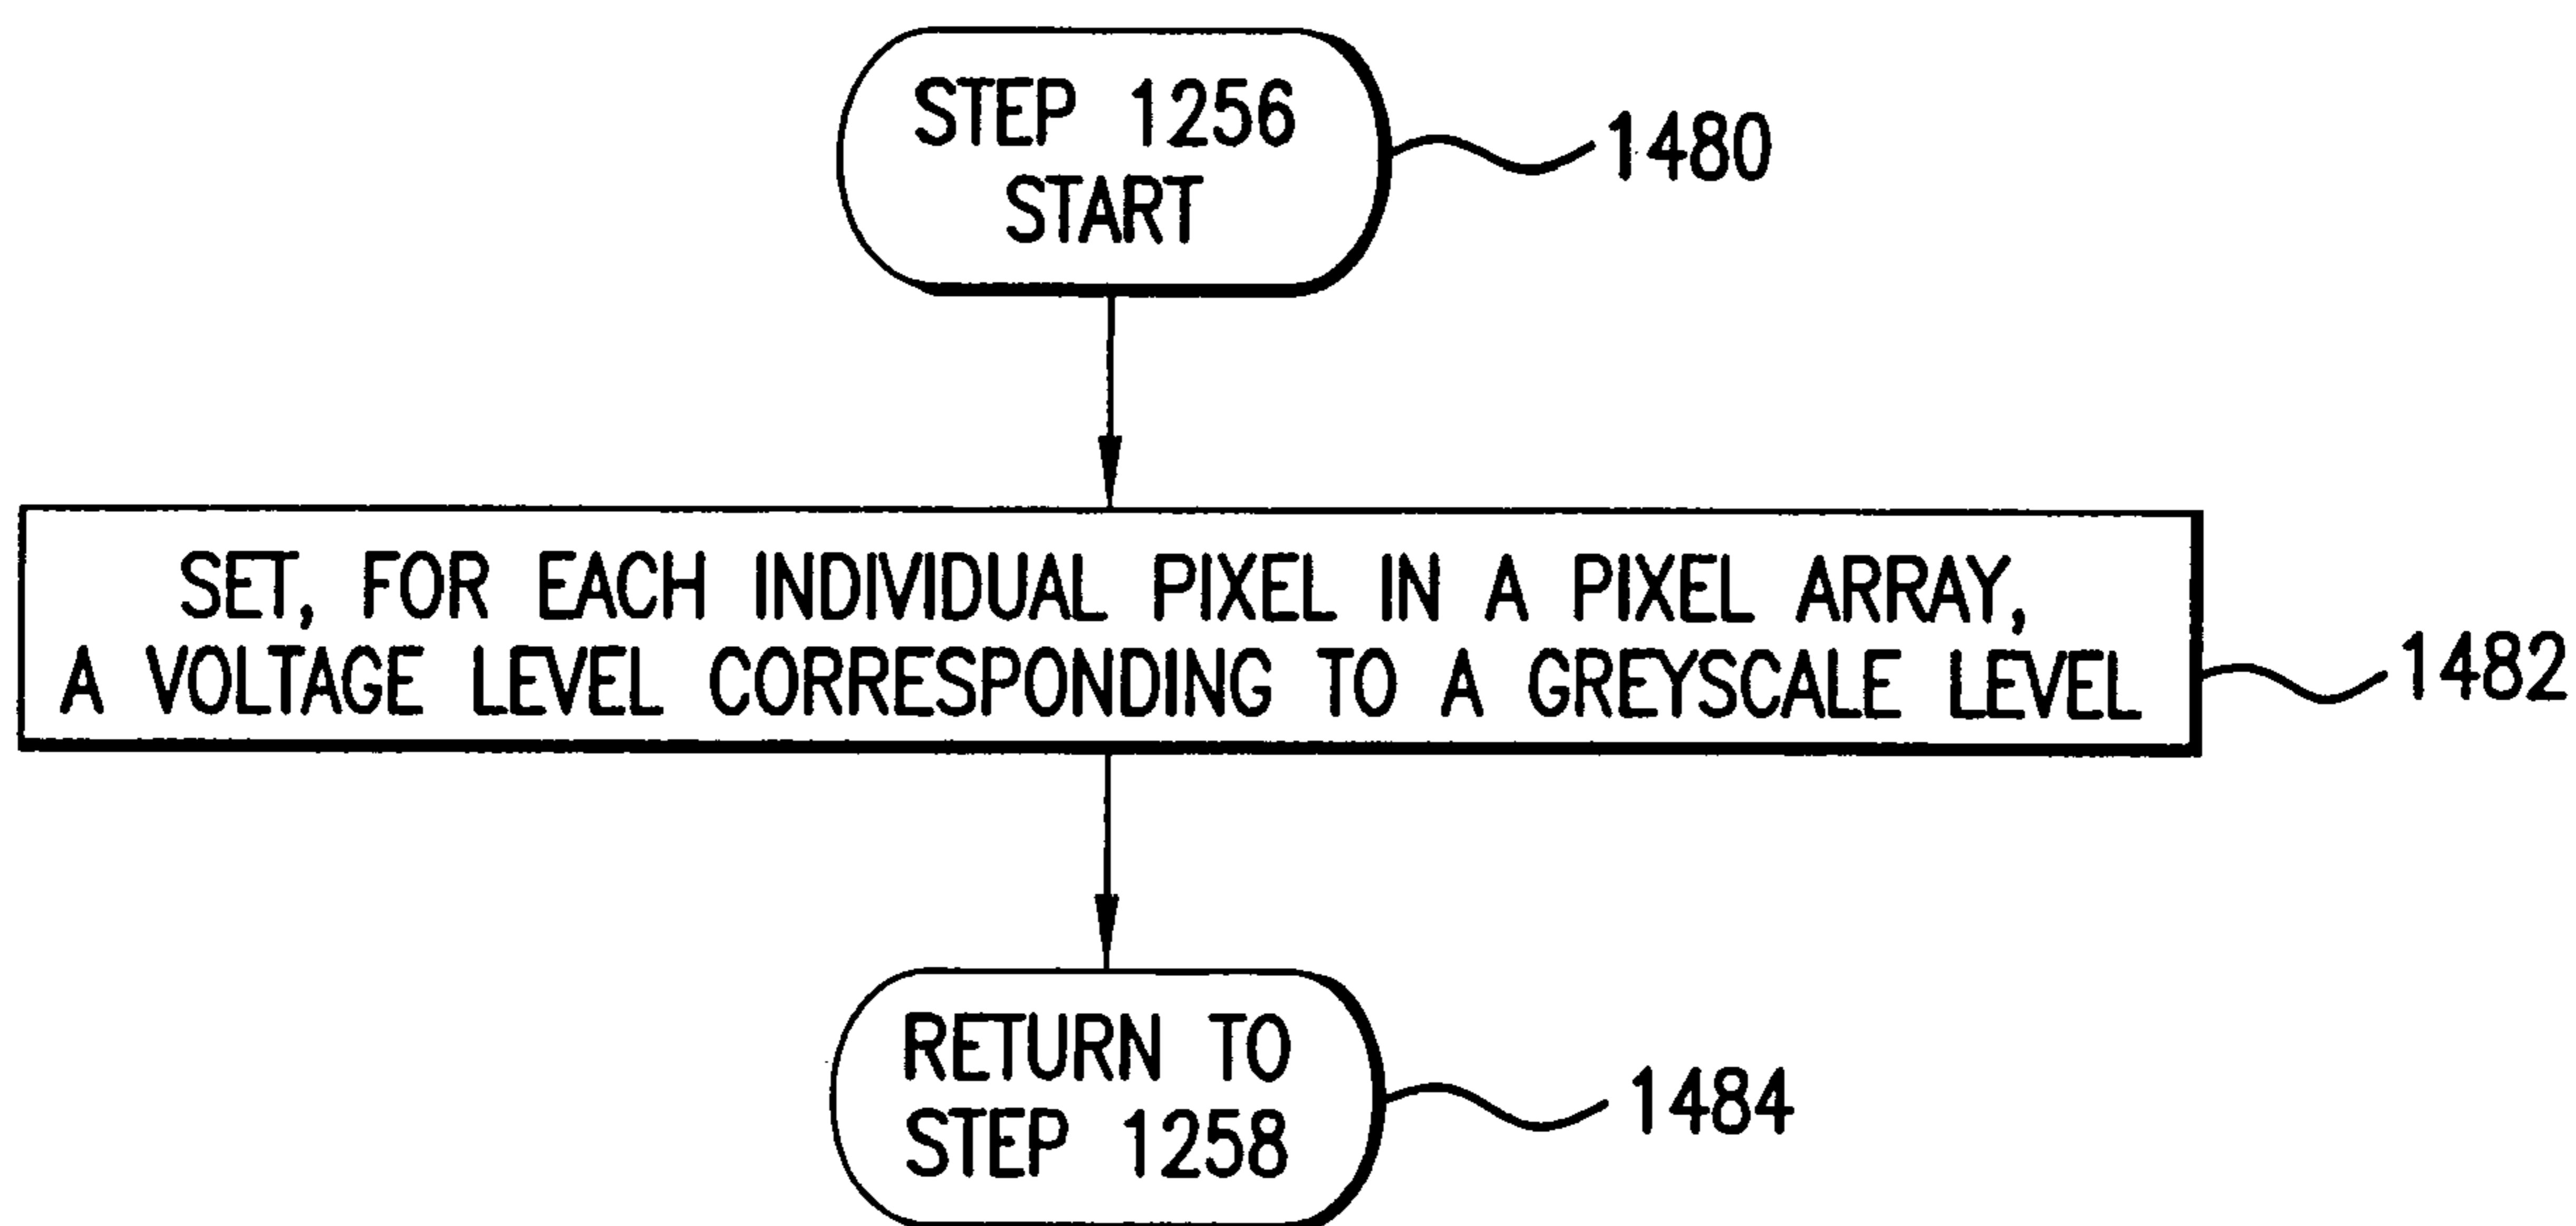 STEP 1256
START
1480
SET, FOR EACH INDIVIDUAL PIXEL IN A PIXEL ARRAY,
A VOLTAGE LEVEL CORRESPONDING TO A GREYSCALE LEVEL
1482
RETURN TO
STEP 1258
1484